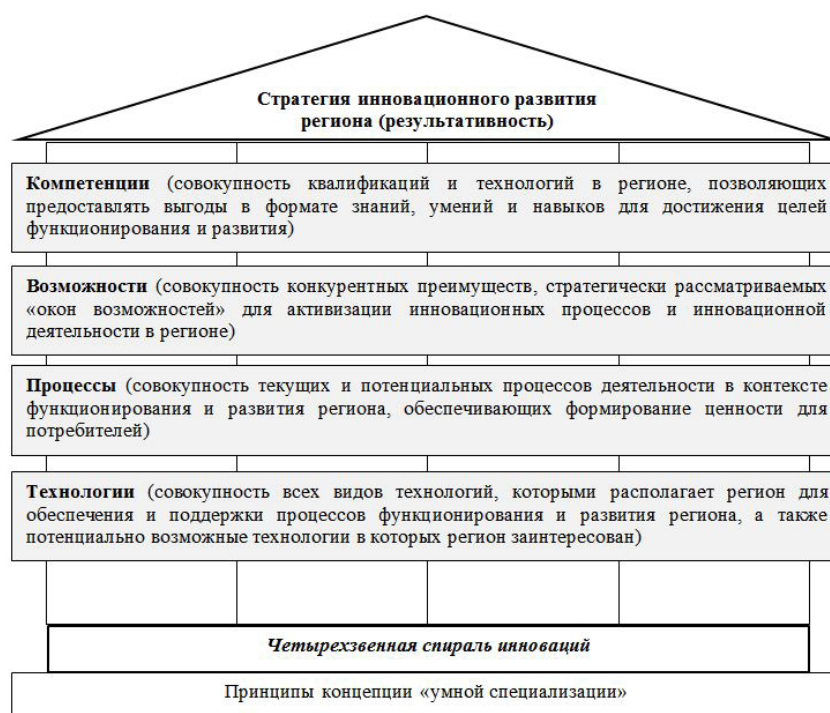 Стратегия инновационного развития
региона (результативность)
Компетенции (совокупность квалификаций и технологий в регионе, позволяющих
предоставлять выгоды в формате знаний, умений и навыков для достижения целей
функционирования и развития)
Возможности (совокупность конкурентных преимуществ, стратегически рассматриваемых
«окон возможностей» для активизации инновационных процессов и инновационной
деятельности в регионе)
Процессы (совокупность текущих и потенциальных процессов деятельности в контексте
функционирования и развития региона, обеспечивающих формирование ценности для
потребителей)
Технологии (совокупность всех видов технологий, которыми располагает регион для
обеспечения и поддержки процессов функционирования и развития региона, а также
потенциально возможные технологии в которых регион заинтересован)
Четырехзвенная спираль инноваций
Принципы концепции «умной специализации»